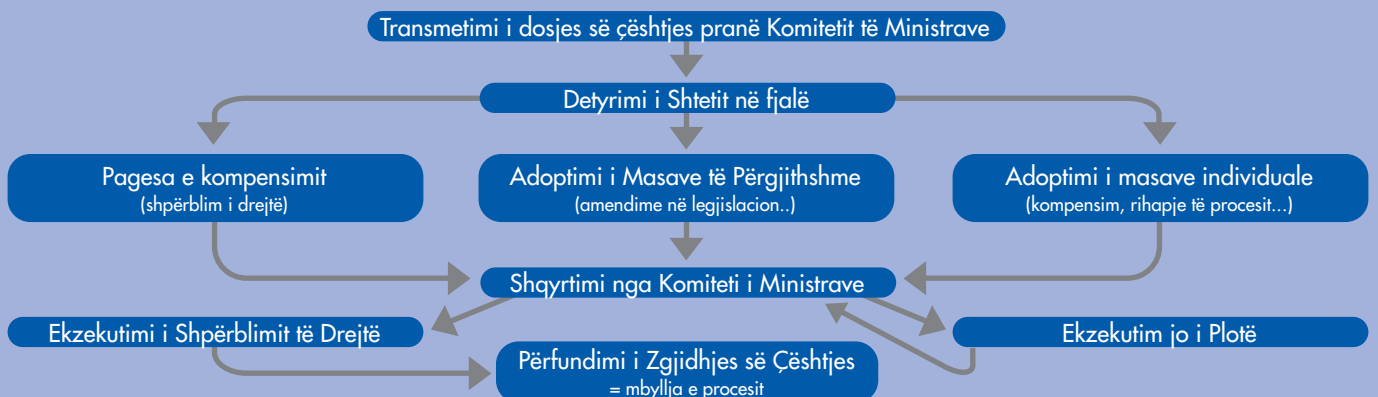 Transmetimi i dosjes së çështjes pranë Komitetit të Ministrave
Detyrimi i Shtetit në fjalë
Pagesa e kompensimit
(shpërblim i drejtë)
Adoptimi i Masave të Përgjithshme
(amendime në legjislacion..)
Adoptimi i masave individuale
(kompensim, rihapje të procesit...)
Shqyrtimi nga Komiteti i Ministrave
Ekzekutimi i Shpërblimit të Drejtë
Ekzekutim jo i Plotë
Përfundimi i Zgjidhjes së Çështjes
= mbyllja e procesit